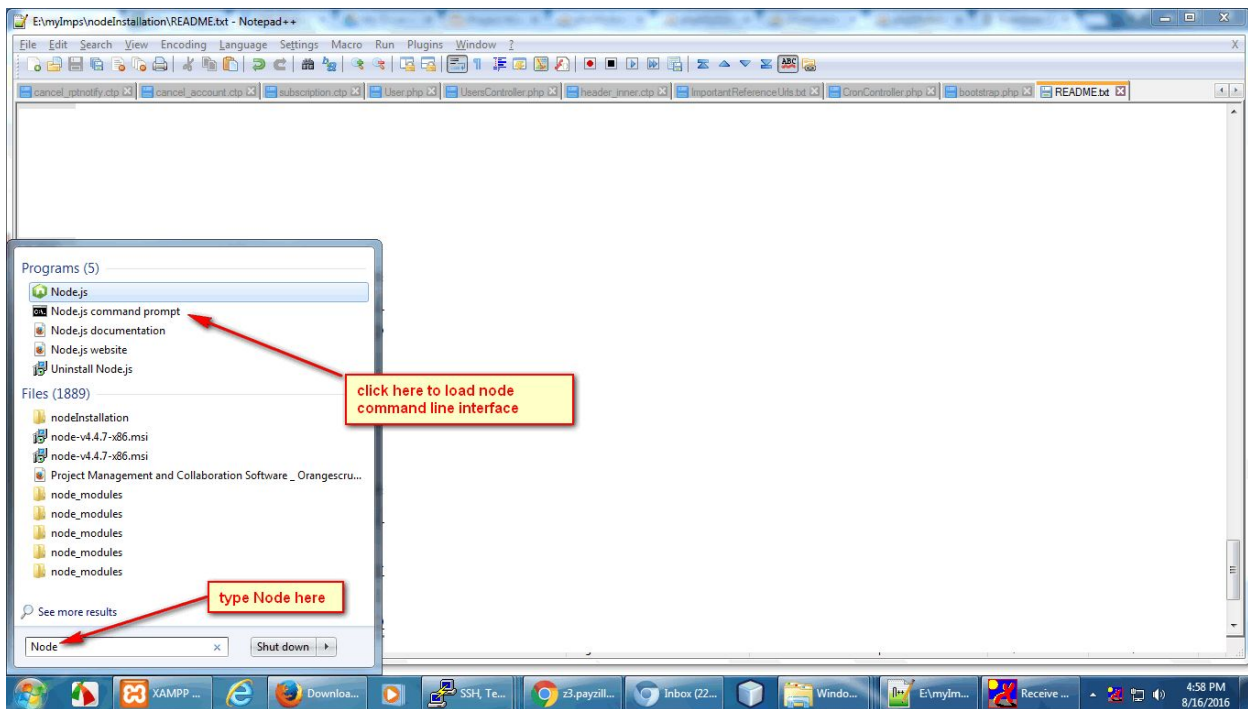 E:\myImps\nodeInstallation\README.txt - Notepad++
File Edit Search View Encoding Language Settings Macro Run Plugins Window ?
X
cancel_rptnotify.ctp cancel_account.ctp subscription.ctp User.php UsersController.php header_inner.ctp ImportantReferenceUrls.txt CronController.php bootstrap.php README.txt
Programs (5)
Node.js
Node.js command prompt
Node.js documentation
Node.js website
Uninstall Node.js
click here to load node
command line interface
Files (1889)
nodeInstallation
node-v4.4.7-x86.msi
node-v4.4.7-x86.msi
Project Management and Collaboration Software _ Orangescru...
node_modules
node_modules
node_modules
node_modules
node_modules
type Node here
See more results
Node
Shut down
XAMPP ... Downloa... SSH, Te... z3.payzill... Inbox (22... Windo... E:\myIm... Receive ... 4:58 PM
8/16/2016